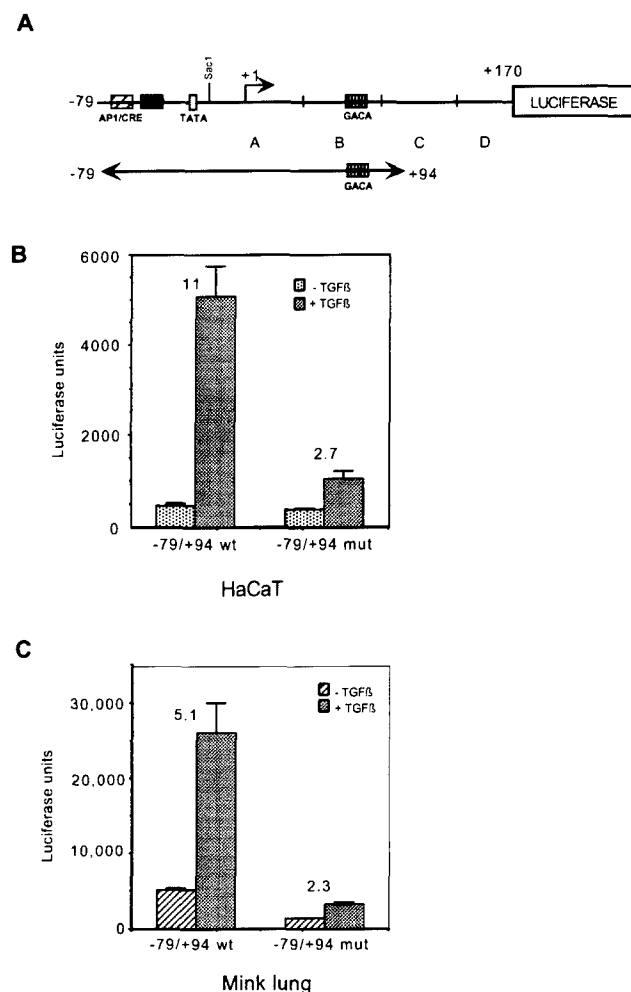 A
Sac1
+1
+170
-79
LUCIFERASE
AP1/CRE
TATA
GACA
A B C D
-79
+94
GACA
B
6000
4000
2000
0
Luciferase units
11
2.7
- TGFß
+ TGFß
-79/+94 wt
-79/+94 mut
HaCaT
C
30,000
20,000
10,000
0
Luciferase units
5.1
2.3
- TGFß
+ TGFß
-79/+94 wt
-79/+94 mut
Mink lung